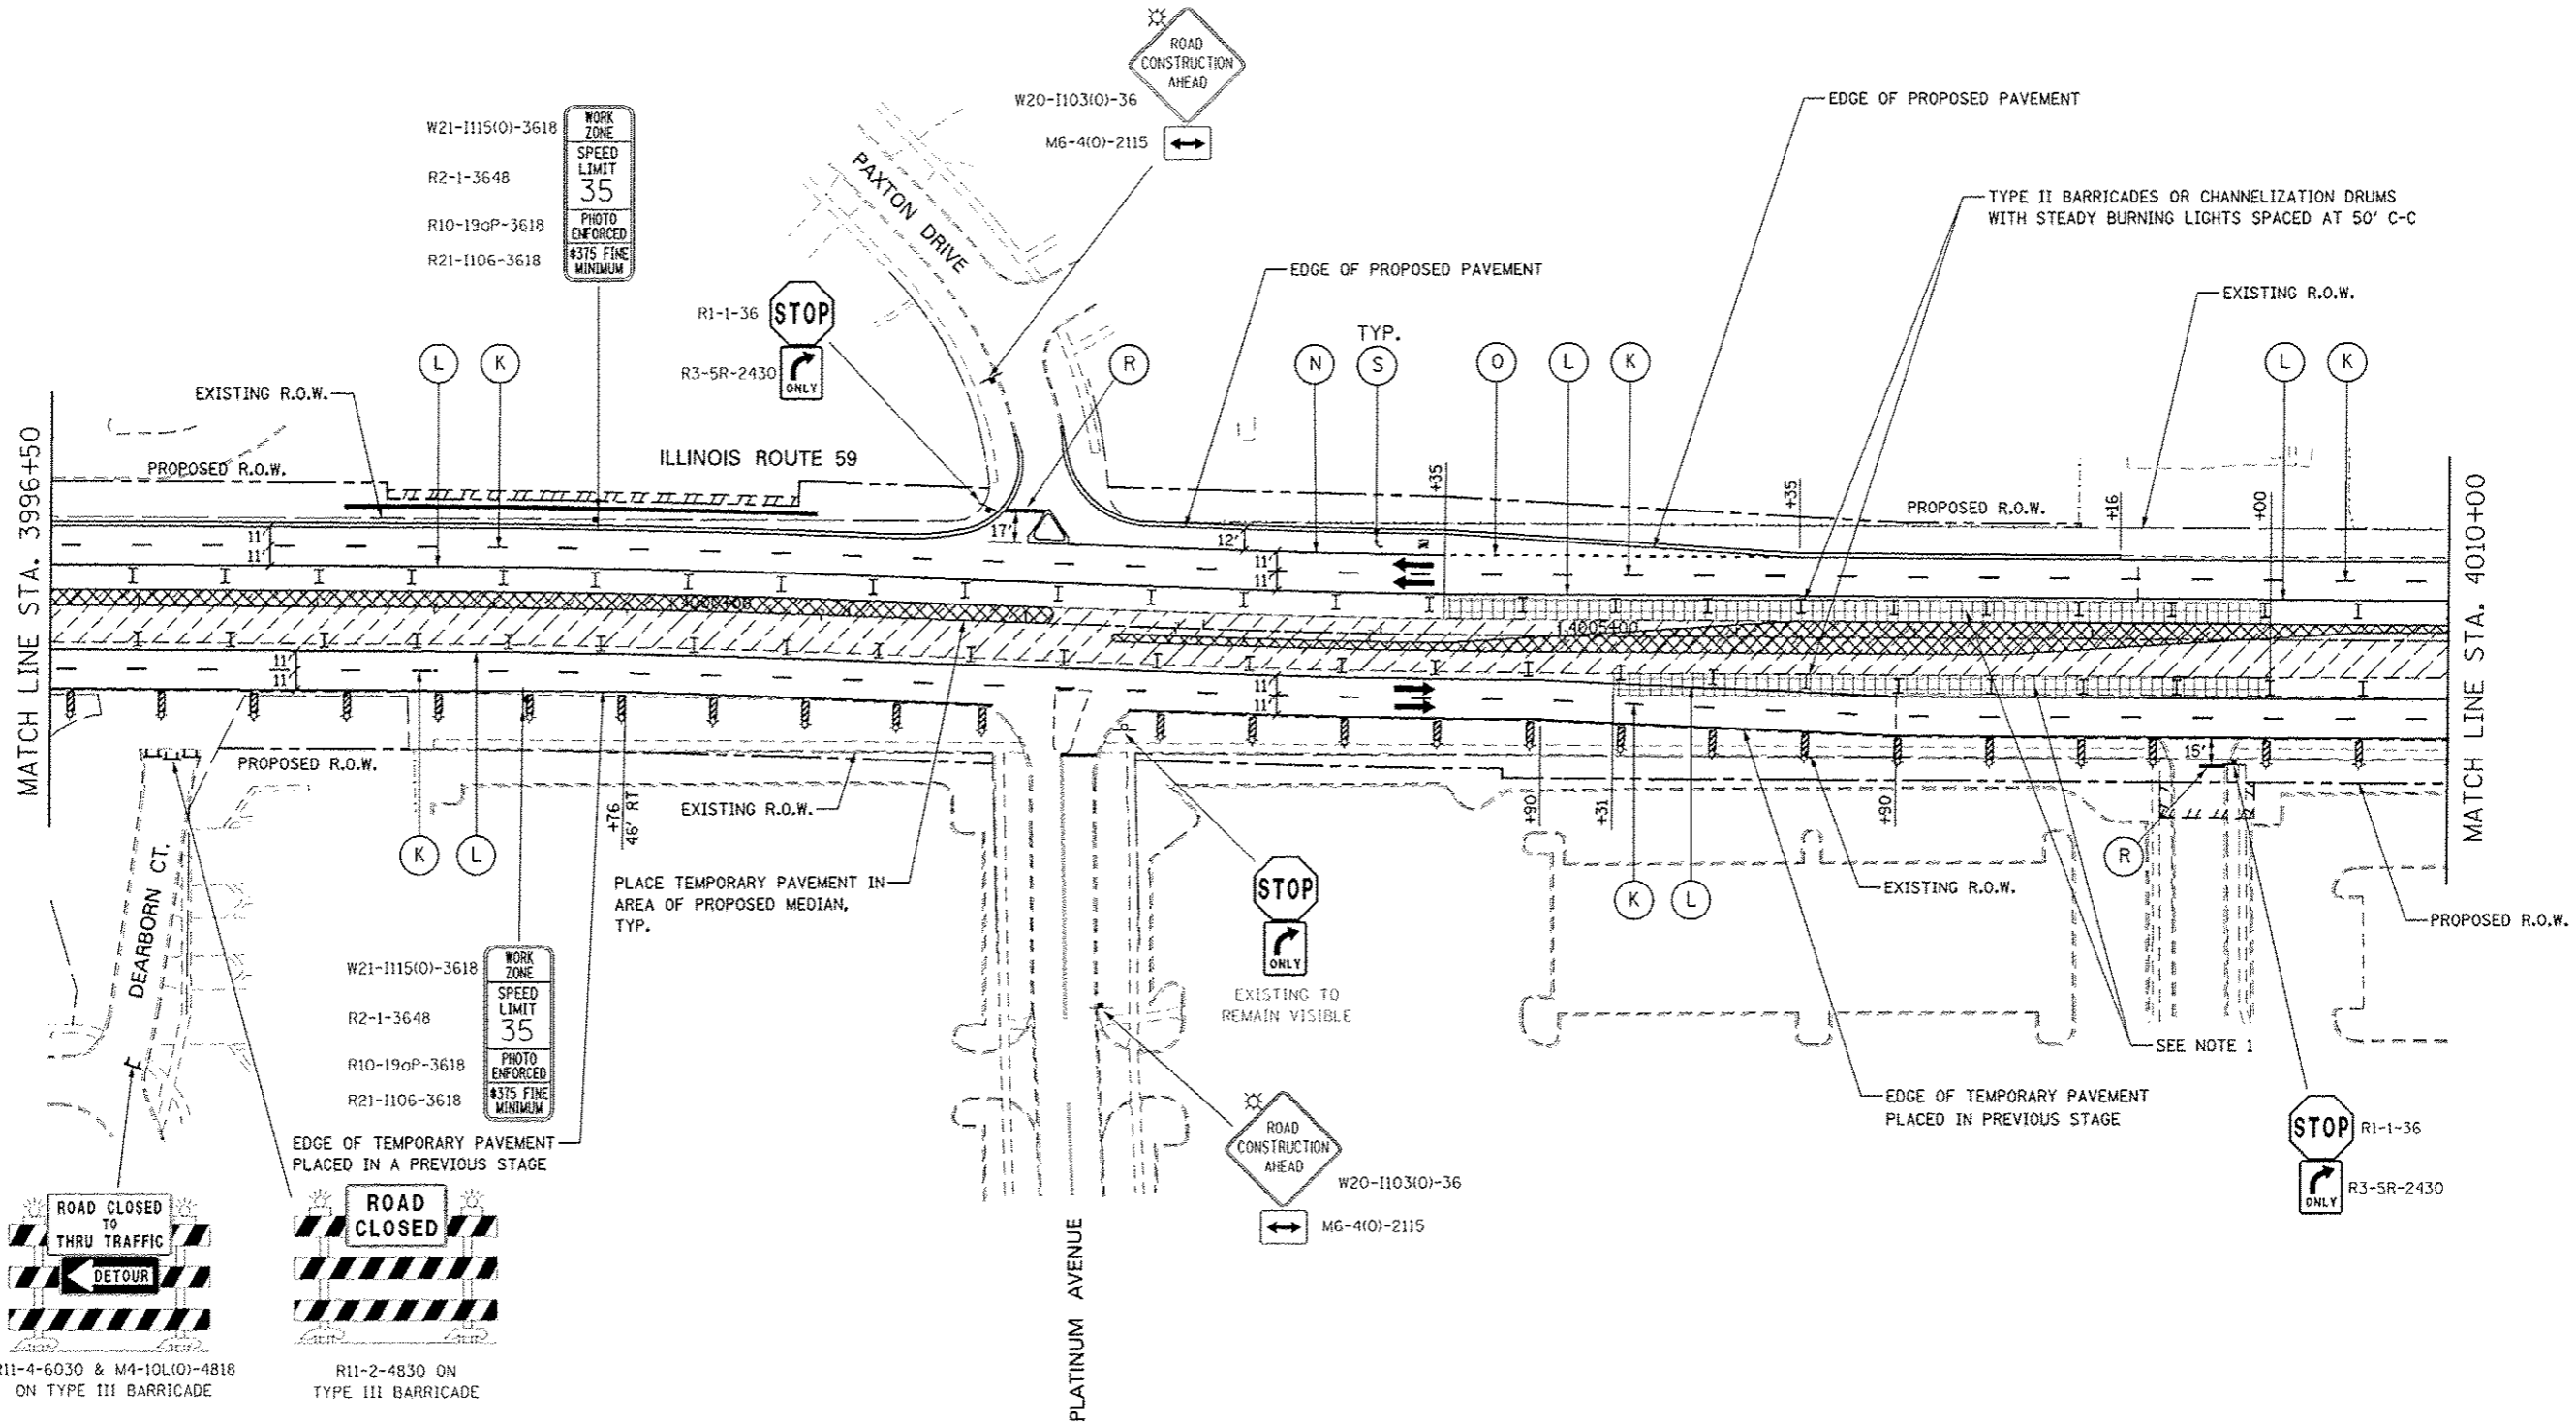 ROAD
CONSTRUCTION
AHEAD
W20-I103(O)-36
M6-4(O)-2115
EDGE OF PROPOSED PAVEMENT
W21-I115(O)-3618
WORK
ZONE
R2-1-3648
SPEED
LIMIT
35
R10-19aP-3618
PHOTO
ENFORCED
R21-I106-3618
$375 FINE
MINIMUM
PAXTON DRIVE
TYPE II BARRICADES OR CHANNELIZATION DRUMS
WITH STEADY BURNING LIGHTS SPACED AT 50' C-C
EDGE OF PROPOSED PAVEMENT
EXISTING R.O.W.
R1-1-36
STOP
R3-5R-2430
ONLY
TYP.
L
K
R
N
S
O
L
K
L
K
EXISTING R.O.W.
MATCH LINE STA. 3996+50
PROPOSED R.O.W.
ILLINOIS ROUTE 59
+35
+35
PROPOSED R.O.W.
+16
+00
MATCH LINE STA. 4010+00
11'
11'
17'
12'
11'
11'
4005+00
11'
11'
11'
11'
15'
PROPOSED R.O.W.
+76
46' RT
EXISTING R.O.W.
+90
+31
+90
K
L
K
L
R
PLACE TEMPORARY PAVEMENT IN
AREA OF PROPOSED MEDIAN,
TYP.
STOP
ONLY
EXISTING TO
REMAIN VISIBLE
EXISTING R.O.W.
PROPOSED R.O.W.
DEARBORN CT.
W21-I115(O)-3618
WORK
ZONE
R2-1-3648
SPEED
LIMIT
35
R10-19aP-3618
PHOTO
ENFORCED
R21-I106-3618
$375 FINE
MINIMUM
SEE NOTE 1
EDGE OF TEMPORARY PAVEMENT
PLACED IN PREVIOUS STAGE
EDGE OF TEMPORARY PAVEMENT
PLACED IN A PREVIOUS STAGE
ROAD
CONSTRUCTION
AHEAD
W20-I103(O)-36
M6-4(O)-2115
STOP
R1-1-36
ONLY
R3-5R-2430
ROAD CLOSED
TO
THRU TRAFFIC
DETOUR
ROAD
CLOSED
PLATINUM AVENUE
R11-4-6030 & M4-10L(O)-4818
ON TYPE III BARRICADE
R11-2-4830 ON
TYPE III BARRICADE